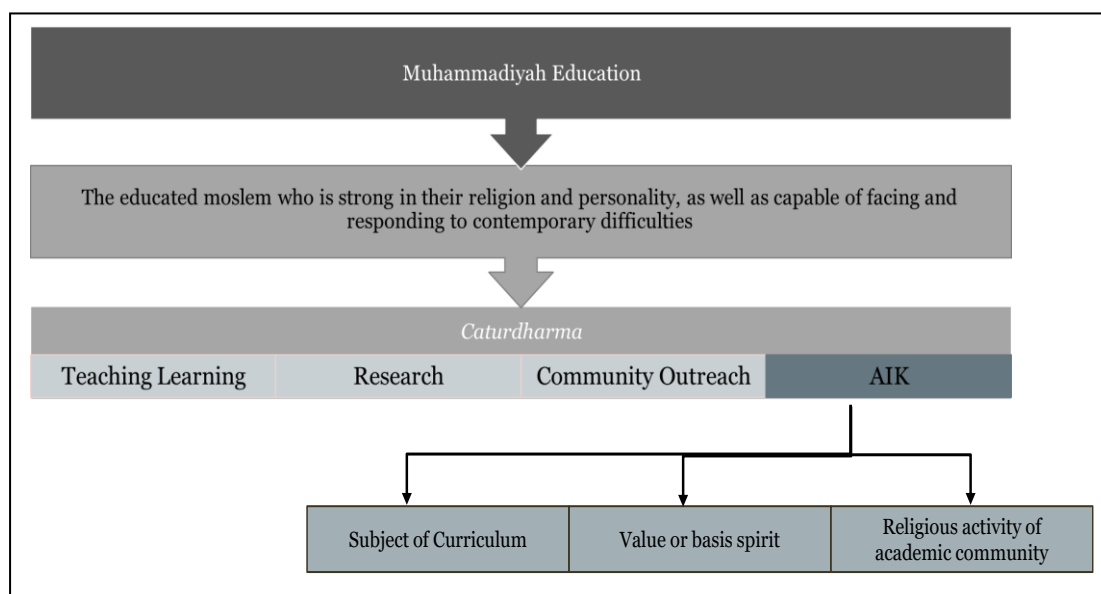 Muhammadiyah Education
The educated moslem who is strong in their religion and personality, as well as capable of facing and
responding to contemporary difficulties
Caturdharma
Teaching Learning
Research
Community Outreach
AIK
Subject of Curriculum
Value or basis spirit
Religious activity of
academic community